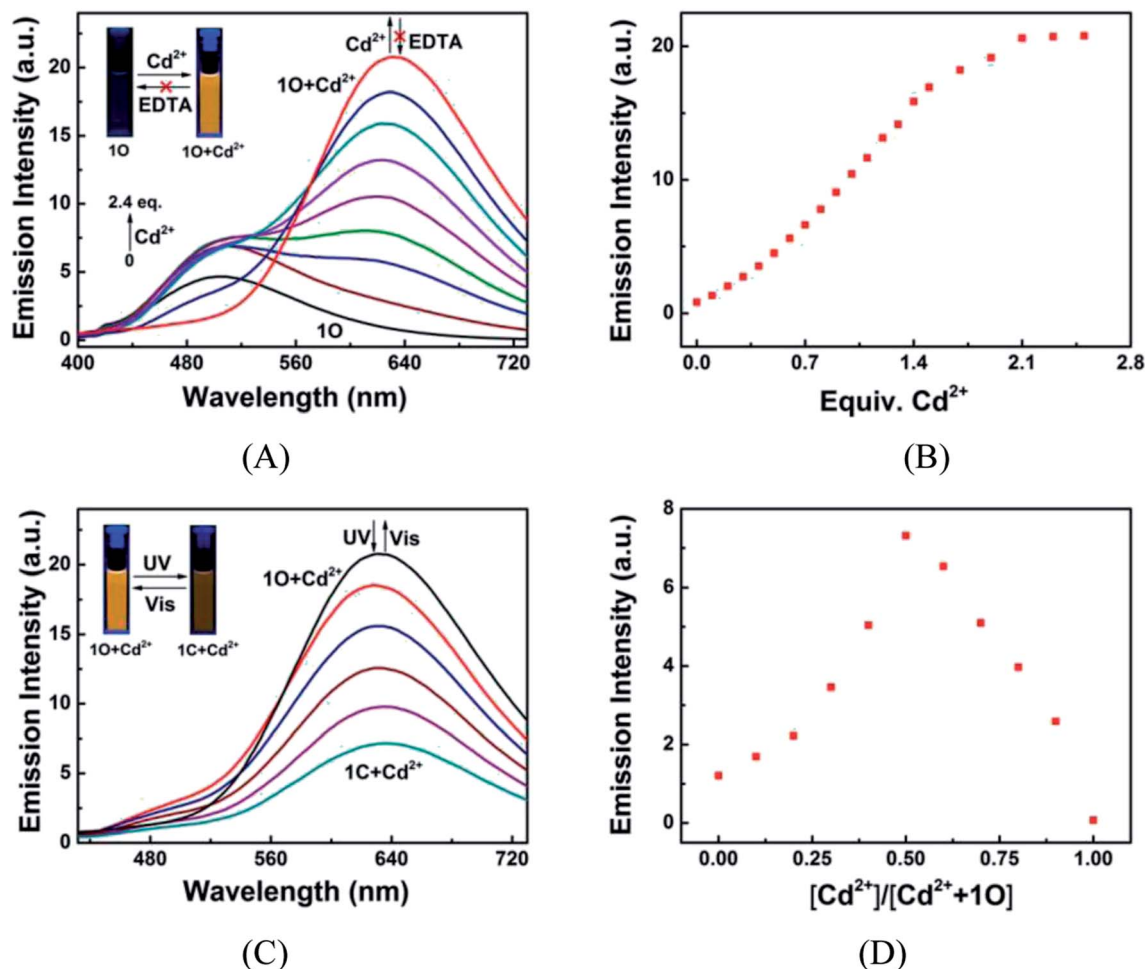 Emission Intensity (a.u.)
20
15
10
5
0
400
480
560
640
720
Wavelength (nm)
Cd²⁺
EDTA
1O
1O+Cd²⁺
2.4 eq.
Cd²⁺
0
1O+Cd²⁺
Cd²⁺
EDTA
1O
(A)
Emission Intensity (a.u.)
20
10
0
0.0
0.7
1.4
2.1
2.8
Equiv. Cd²⁺
(B)
Emission Intensity (a.u.)
20
15
10
5
0
480
560
640
720
Wavelength (nm)
UV
Vis
1O+Cd²⁺
1C+Cd²⁺
UV
Vis
1O+Cd²⁺
1C+Cd²⁺
(C)
Emission Intensity (a.u.)
8
6
4
2
0
0.00
0.25
0.50
0.75
1.00
[Cd²⁺]/[Cd²⁺+1O]
(D)